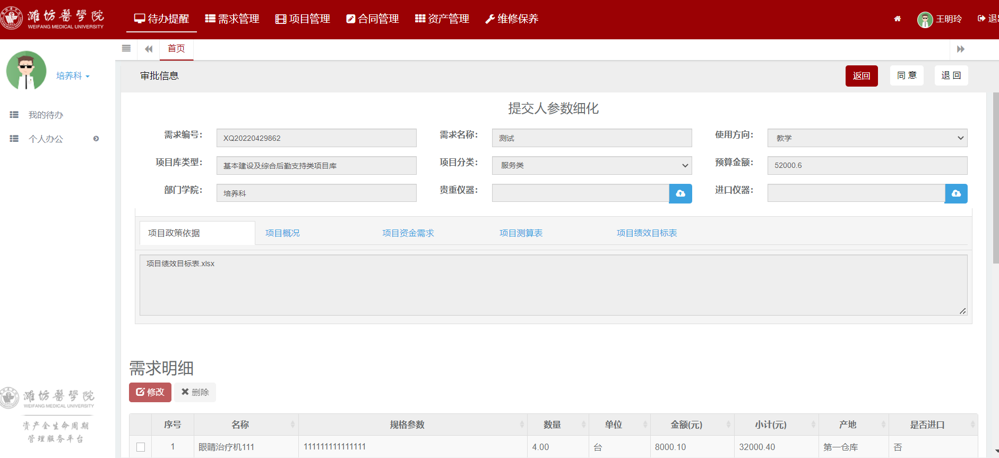 濰坊醫學院
WEIFANG MEDICAL UNIVERSITY
待办提醒 需求管理 项目管理 合同管理 资产管理 维修保养
王明玲
首页
培养科
我的待办
个人办公
审批信息
返回 同 意 退 回
提交人参数细化
需求编号： XQ20220429862 需求名称： 测试 使用方向： 教学
项目库类型： 基本建设及综合后勤支持类项目库 项目分类： 服务类 预算金额： 52000.6
部门学院： 培养科 贵重仪器： 进口仪器：
项目政策依据 项目概况 项目资金需求 项目测算表 项目绩效目标表
项目绩效目标表.xlsx
需求明细
修改 删除
序号 名称 规格参数 数量 单位 金额(元) 小计(元) 产地 是否进口
1 眼睛治疗机111 111111111111111 4.00 台 8000.10 32000.40 第一仓库 否
濰坊醫學院
WEIFANG MEDICAL UNIVERSITY
资产全生命周期
管理服务平台